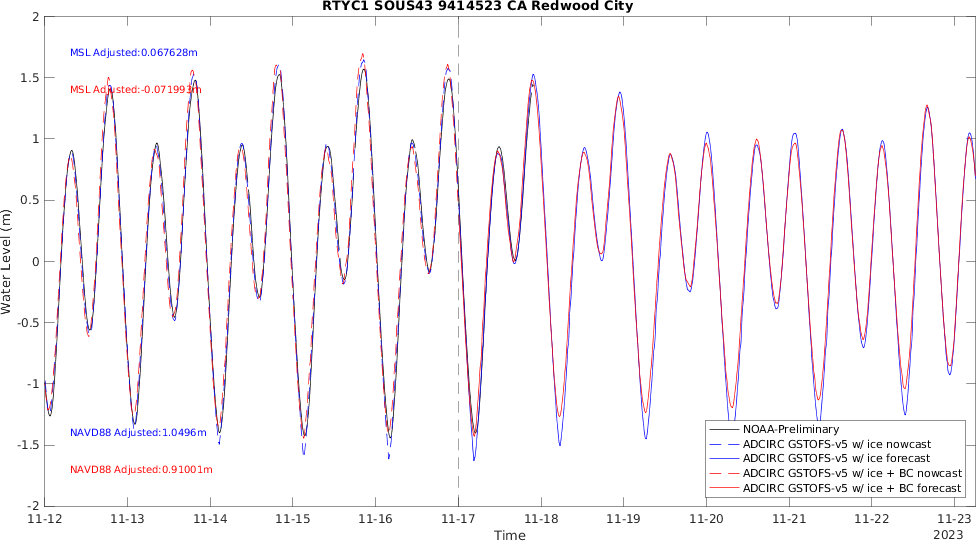 RTYC1 SOUS43 9414523 CA Redwood City
2
1.5
1
0.5
0
-0.5
-1
-1.5
-2
Water Level (m)
MSL Adjusted:0.067628m
MSL Adjusted:-0.071993m
NAVD88 Adjusted:1.0496m
NAVD88 Adjusted:0.91001m
NOAA-Preliminary
ADCIRC GSTOFS-v5 w/ ice nowcast
ADCIRC GSTOFS-v5 w/ ice forecast
ADCIRC GSTOFS-v5 w/ ice + BC nowcast
ADCIRC GSTOFS-v5 w/ ice + BC forecast
11-12 11-13 11-14 11-15 11-16 11-17 11-18 11-19 11-20 11-21 11-22 11-23
Time
2023